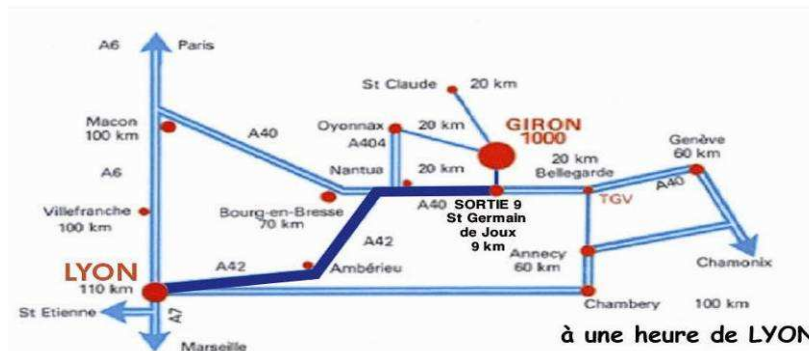 A6
Paris
St Claude
20 km
Macon
100 km
A40
Oyonnax
20 km
GIRON
1000
A404
Genève
60 km
A6
Nantua
20 km
20 km
Bellegarde
A40
TGV
Villefranche
100 km
Bourg-en-Bresse
70 km
A40
SORTIE 9
St Germain
de Joux
9 km
A42
Annecy
60 km
LYON
110 km
A42
Ambérieu
Chamonix
St Etienne
A7
Chambery
100 km
Marseille
à une heure de LYON